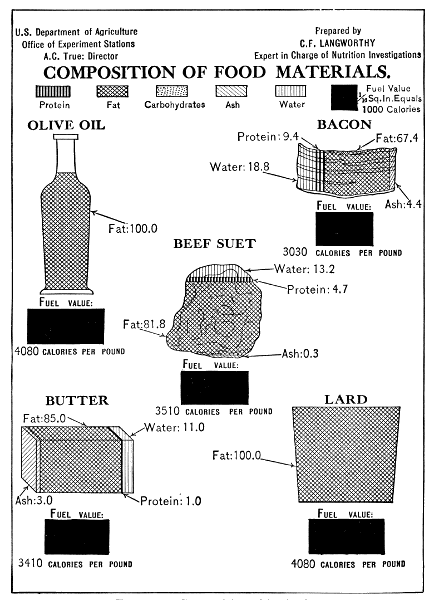 U.S. Department of Agriculture
Office of Experiment Stations
A.C. True: Director
Prepared by
C.F. LANGWORTHY
Expert in Charge of Nutrition Investigations
COMPOSITION OF FOOD MATERIALS.
Protein
Fat
Carbohydrates
Ash
Water
Fuel Value
Sq.In.Equals
1000 Calories
OLIVE OIL
Fat:100.0
FUEL VALUE:
4080 CALORIES PER POUND
BACON
Protein:9.4
Fat:67.4
Water:18.8
Ash:4.4
FUEL VALUE:
3030 CALORIES PER POUND
BEEF SUET
Water:13.2
Protein:4.7
Fat:81.8
Ash:0.3
FUEL VALUE:
3510 CALORIES PER POUND
BUTTER
Fat:85.0
Water:11.0
Ash:3.0
Protein:1.0
FUEL VALUE:
3410 CALORIES PER POUND
LARD
Fat:100.0
FUEL VALUE:
4080 CALORIES PER POUND